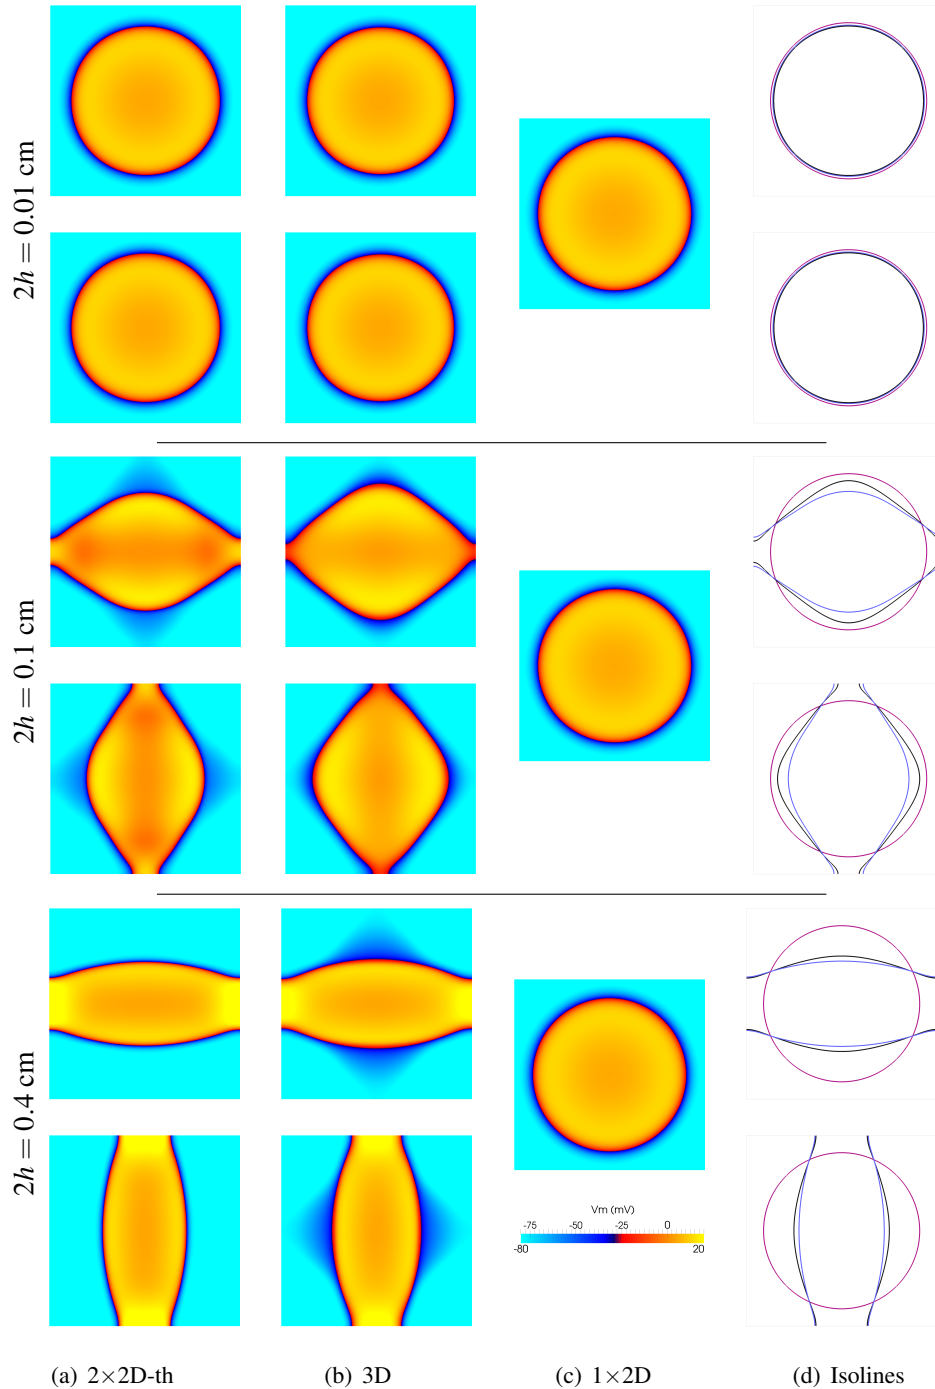 2h = 0.01 cm
2h = 0.1 cm
2h = 0.4 cm
Vm (mV)
-75 -50 -25 0
-80 20
(a) 2×2D-th (b) 3D (c) 1×2D (d) Isolines